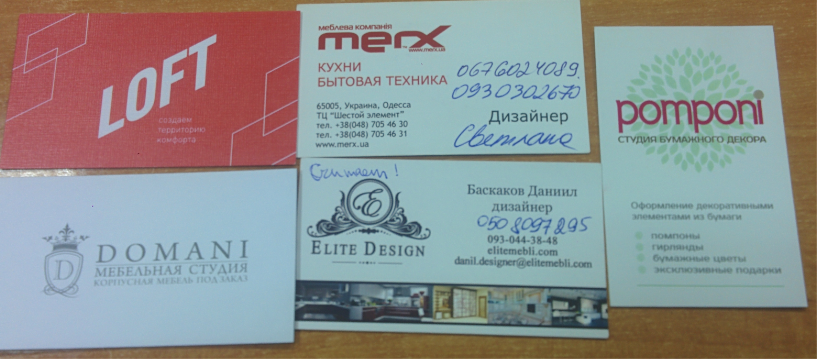 LOFT
создаем
территорию
комфорта
меблева компанія
merx
www.merx.ua
КУХНИ
БЫТОВАЯ ТЕХНИКА
0676024089.
0930302670
65005, Украина, Одесса
ТЦ "Шестой элемент"
тел. +38(048) 705 46 30
тел. +38(048) 705 46 31
www.merx.ua
Дизайнер
Светлана
pomponi
СТУДИЯ БУМАЖНОГО ДЕКОРА
Оформление декоративными
элементами из бумаги
помпоны
гирлянды
бумажные цветы
эксклюзивные подарки
D
DOMANI
МЕБЕЛЬНАЯ СТУДИЯ
КОРПУСНАЯ МЕБЕЛЬ ПОД ЗАКАЗ
E
ELITE DESIGN
Баскаков Даниил
дизайнер
050 8097295
093-044-38-48
elitemebli.com
danil.designer@elitemebli.com